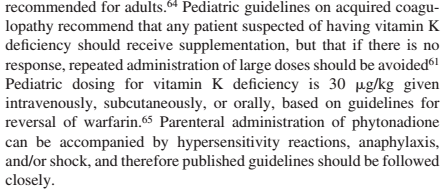 recommended for adults.⁶⁴ Pediatric guidelines on acquired coagu-
lopathy recommend that any patient suspected of having vitamin K
deficiency should receive supplementation, but that if there is no
response, repeated administration of large doses should be avoided⁶¹
Pediatric dosing for vitamin K deficiency is 30 μg/kg given
intravenously, subcutaneously, or orally, based on guidelines for
reversal of warfarin.⁶⁵ Parenteral administration of phytonadione
can be accompanied by hypersensitivity reactions, anaphylaxis,
and/or shock, and therefore published guidelines should be followed
closely.